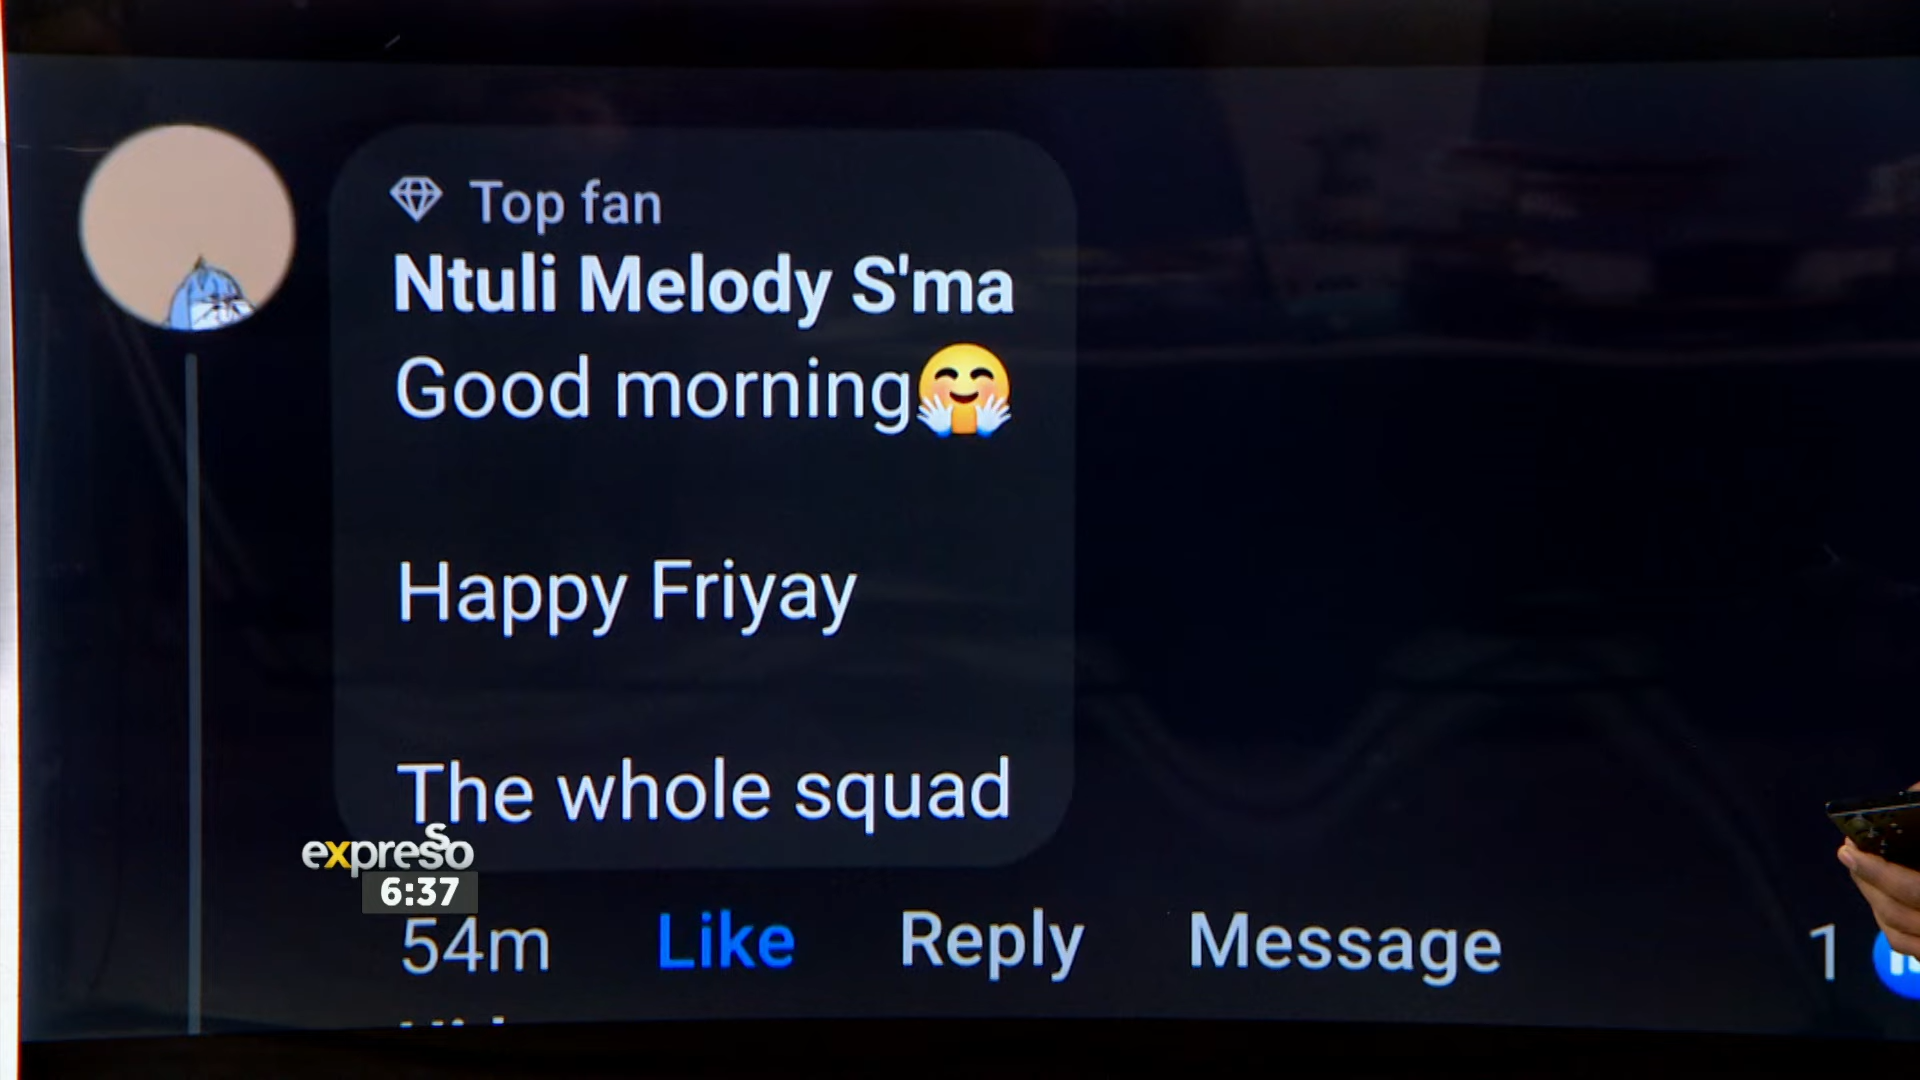 Top fan
Ntuli Melody S'ma
Good morning🤗
Happy Friyay
The whole squad
expresso
6:37
54m Like Reply Message 1